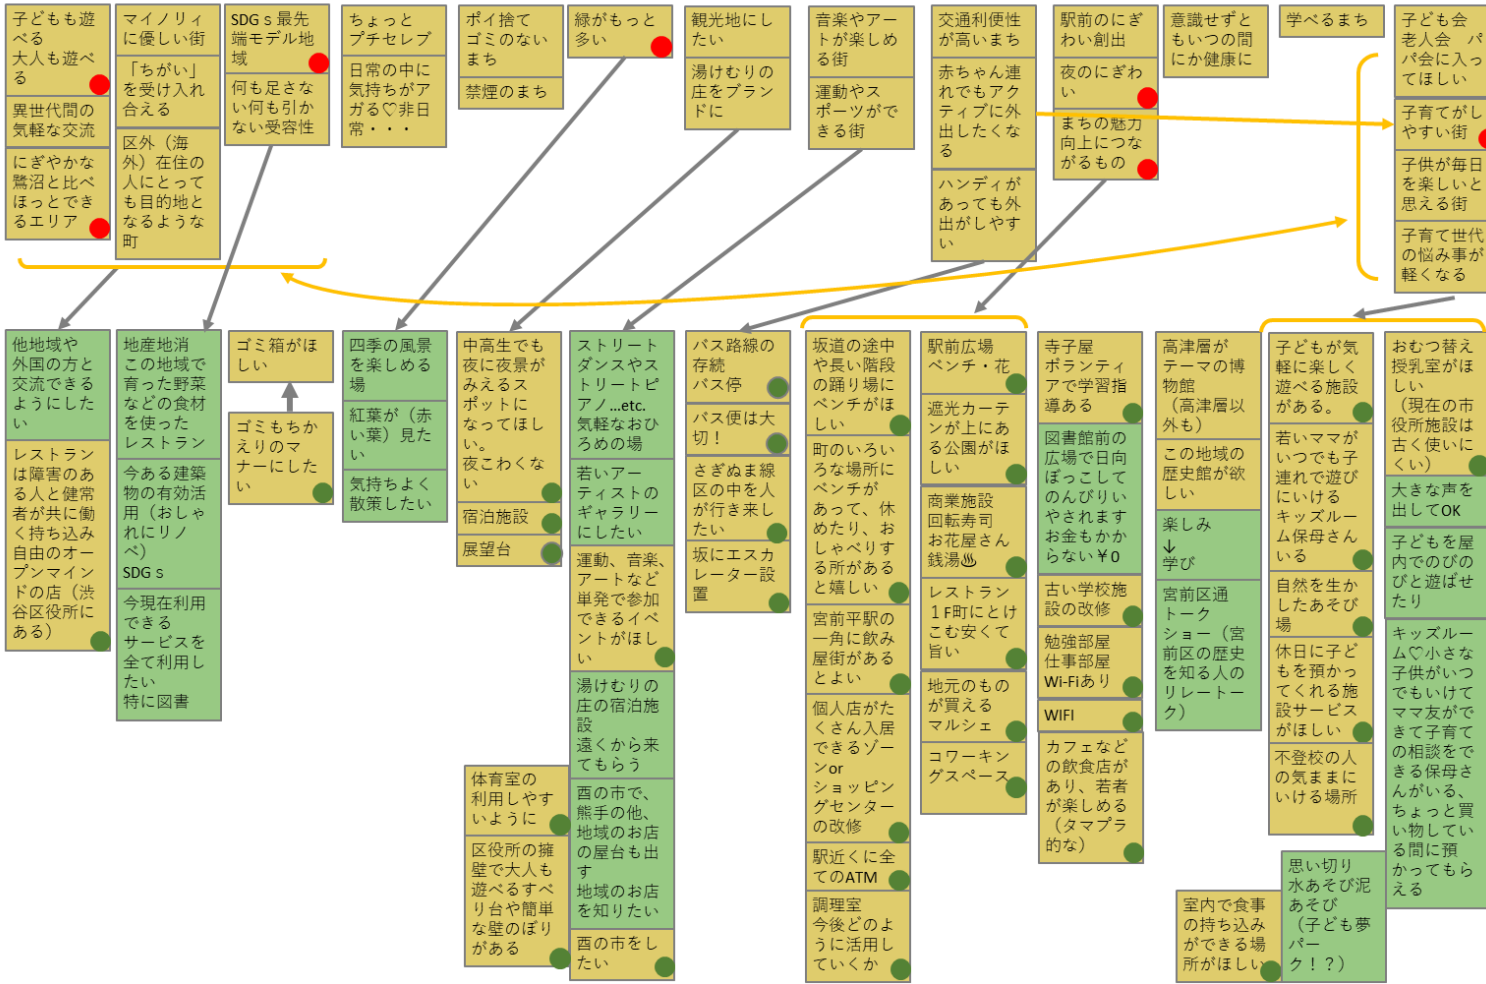 子どもも遊
べる
大人も遊べ
る
異世代間の
気軽な交流
にぎやかな
鷺沼と比べ
ほっとでき
るエリア
マイノリィ
に優しい街
「ちがい」
を受け入れ
合える
区外（海
外）在住の
人にとって
も目的地と
なるような
町
SDGｓ最先
端モデル地
域
何も足さな
い何も引か
ない受容性
ちょっと
プチセレブ
日常の中に
気持ちがア
ガる♡非日
常・・・
ポイ捨て
ゴミのない
まち
禁煙のまち
緑がもっと
多い
観光地にし
たい
湯けむりの
庄をブラン
ドに
音楽やアー
トが楽しめ
る街
運動やス
ポーツがで
きる街
交通利便性
が高いまち
赤ちゃん連
れでもアク
ティブに外
出したくな
る
ハンディが
あっても外
出がしやす
い
駅前のにぎ
わい創出
夜のにぎわ
い
まちの魅力
向上につな
がるもの
意識せずと
もいつの間
にか健康に
学べるまち
子ども会
老人会　パ
パ会に入っ
てほしい
子育てがし
やすい街
子供が毎日
を楽しいと
思える街
子育て世代
の悩み事が
軽くなる
他地域や
外国の方と
交流できる
ようにした
い
レストラン
は障害のあ
る人と健常
者が共に働
く持ち込み
自由のオー
プンマイン
ドの店（渋
谷区役所に
ある）
地産地消
この地域で
育った野菜
などの食材
を使った
レストラン
今ある建築
物の有効活
用（おしゃ
れにリノ
ベ）
SDGｓ
今現在利用
できる
サービスを
全て利用し
たい
特に図書
ゴミ箱がほ
しい
ゴミもちか
えりのマ
ナーにした
い
四季の風景
を楽しめる
場
紅葉が（赤
い葉）見た
い
気持ちよく
散策したい
中高生でも
夜に夜景が
みえるス
ポットに
なってほし
い。
夜こわくな
い
宿泊施設
展望台
体育室の
利用しやす
いように
区役所の擁
壁で大人も
遊べるすべ
り台や簡単
な壁のぼり
がある
ストリート
ダンスやス
トリートピ
アノ…etc.
気軽なおひ
ろめの場
若いアー
ティストの
ギャラリー
にしたい
運動、音楽、
アートなど
単発で参加
できるイベ
ントがほし
い
湯けむりの
庄の宿泊施
設
遠くから来
てもらう
酉の市で、
熊手の他、
地域のお店
の屋台も出
す
地域のお店
を知りたい
酉の市をし
たい
バス路線の
存続
バス停
バス便は大
切！
さぎぬま線
区の中を人
が行き来し
たい
坂にエスカ
レーター設
置
坂道の途中
や長い階段
の踊り場に
ベンチがほ
しい
町のいろい
ろな場所に
ベンチが
あって、休
めたり、お
しゃべりす
る所がある
と嬉しい
宮前平駅の
一角に飲み
屋街がある
とよい
個人店がた
くさん入居
できるゾー
ンor
ショッピン
グセンター
の改修
駅近くに全
てのATM
調理室
今後どのよ
うに活用し
ていくか
駅前広場
ベンチ・花
遮光カーテ
ンが上にあ
る公園がほ
しい
商業施設
回転寿司
お花屋さん
銭湯♨
レストラン
１F町にとけ
こむ安くて
旨い
地元のもの
が買える
マルシェ
コワーキン
グスペース
寺子屋
ボランティ
アで学習指
導ある
図書館前の
広場で日向
ぼっこして
のんびりい
やされます
お金もかか
らない￥0
古い学校施
設の改修
勉強部屋
仕事部屋
Wi-Fiあり
WIFI
カフェなど
の飲食店が
あり、若者
が楽しめる
（タマプラ
的な）
高津層が
テーマの博
物館
（高津層以
外も）
この地域の
歴史館が欲
しい
楽しみ
↓
学び
宮前区通
トーク
ショー（宮
前区の歴史
を知る人の
リレートー
ク）
子どもが気
軽に楽しく
遊べる施設
がある。
若いママが
いつでも子
連れで遊び
にいける
キッズルー
ム保母さん
いる
自然を生か
したあそび
場
休日に子ど
もを預かっ
てくれる施
設サービス
がほしい
不登校の人
の気ままに
いける場所
おむつ替え
授乳室がほ
しい
（現在の市
役所施設は
古く使いに
くい）
大きな声を
出してOK
子どもを屋
内でのびの
びと遊ばせ
たり
キッズルー
ム♡小さな
子供がいつ
でもいけて
ママ友がで
きて子育て
の相談をで
きる保母さ
んがいる、
ちょっと買
い物してい
る間に預
かってもら
える
室内で食事
の持ち込み
ができる場
所がほしい
思い切り
水あそび泥
あそび
（子ども夢
パー
ク！？）